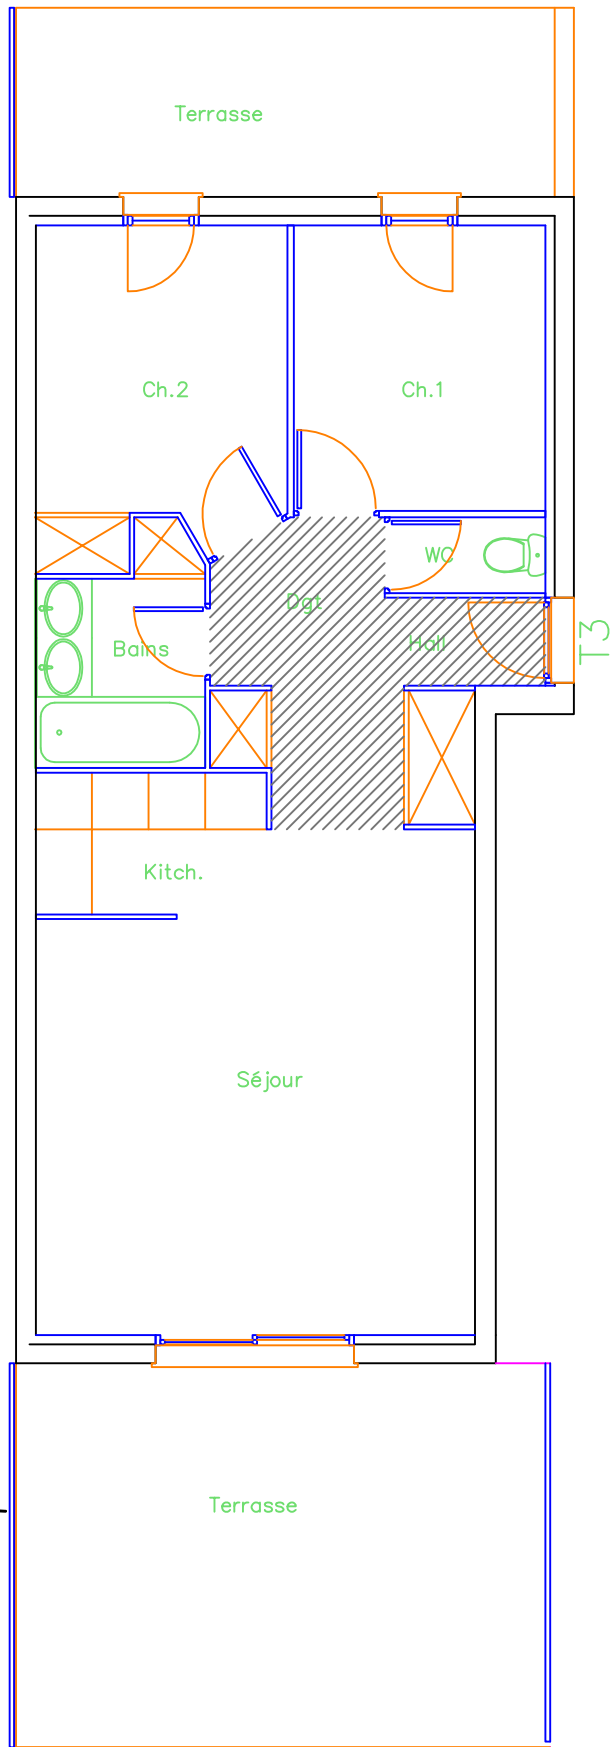 Terrasse
Ch.2
Ch.1
WC
Dgt
Hall
T3
Bains
Kitch.
Séjour
Terrasse